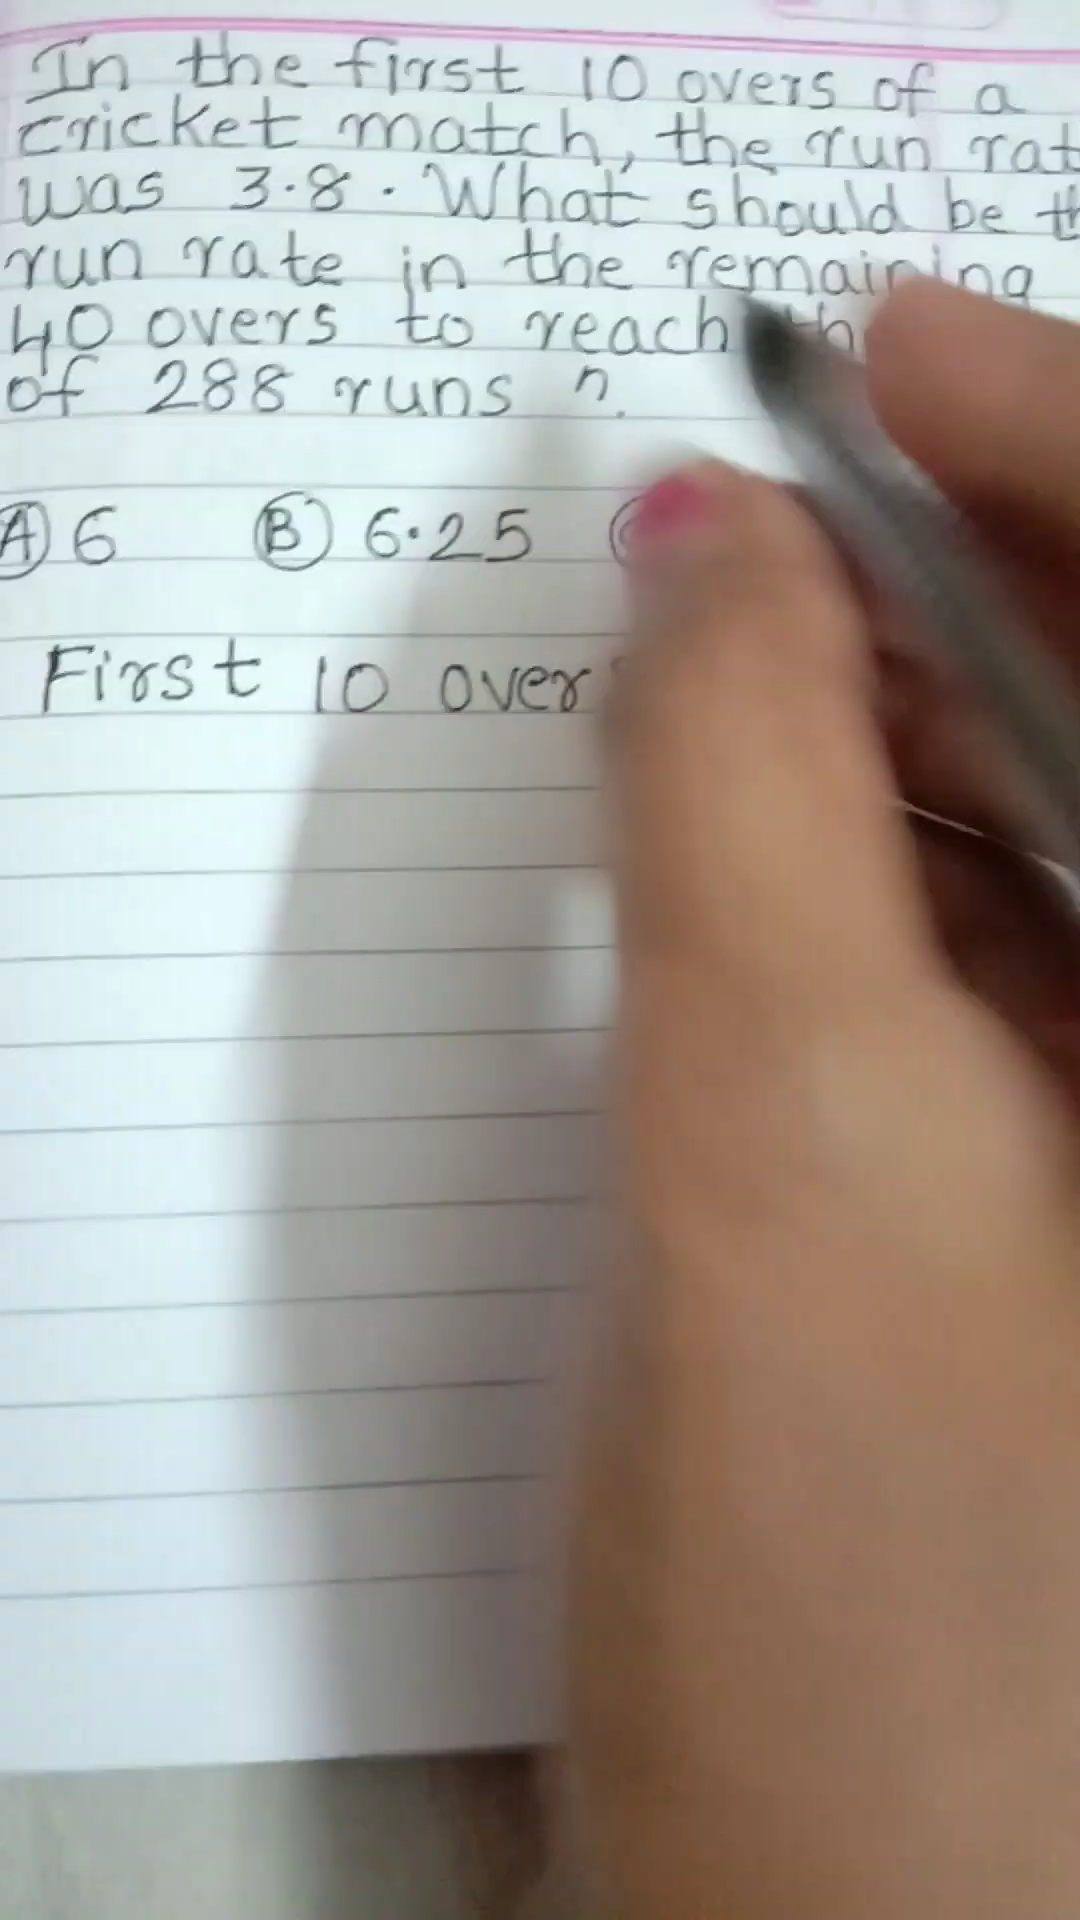 In the first 10 overs of a
cricket match, the run rat
was 3.8. What should be th
run rate in the remaining
40 overs to reach th
of 288 runs ?
A 6 B 6.25
First 10 over